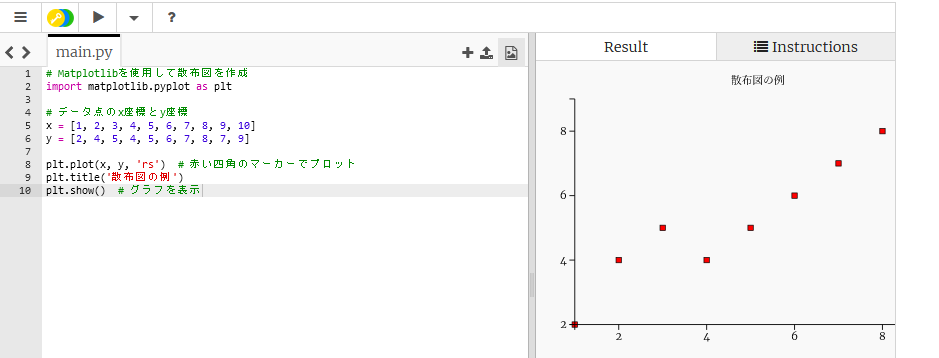 ?
main.py
Result
Instructions
1 # Matplotlibを使用して散布図を作成
2 import matplotlib.pyplot as plt
3
4 # データ点のx座標とy座標
5 x = [1, 2, 3, 4, 5, 6, 7, 8, 9, 10]
6 y = [2, 4, 5, 4, 5, 6, 7, 8, 7, 9]
7
8 plt.plot(x, y, 'rs')  # 赤い四角のマーカーでプロット
9 plt.title('散布図の例')
10 plt.show()  # グラフを表示
散布図の例
8
6
4
2
2 4 6 8